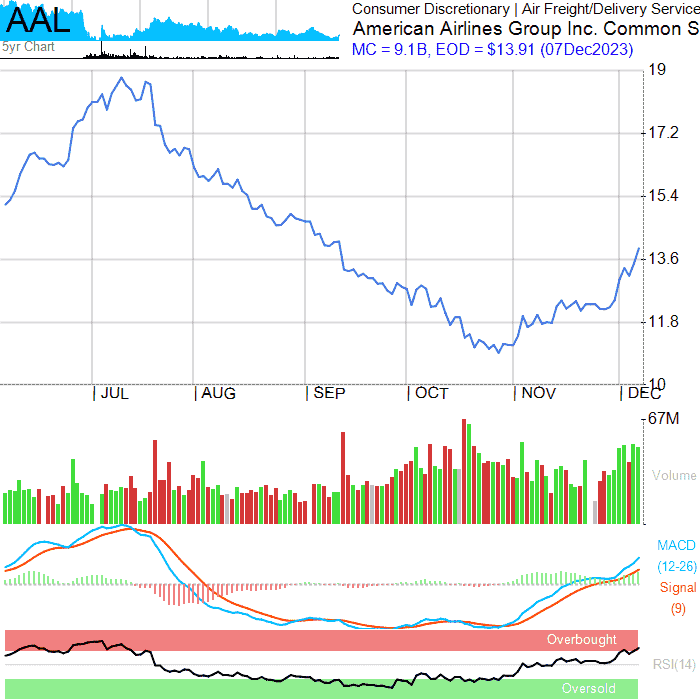 AAL
5yr Chart
Consumer Discretionary | Air Freight/Delivery Service
American Airlines Group Inc. Common S
MC = 9.1B, EOD = $13.91 (07Dec2023)
19
17.2
15.4
13.6
11.8
10
| JUL | AUG | SEP | OCT | NOV | DEC
67M
Volume
MACD
(12-26)
Signal
(9)
Overbought
RSI(14)
Oversold